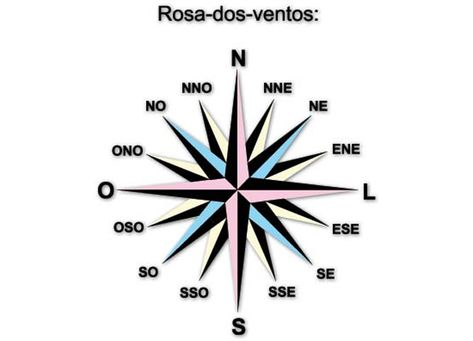 Rosa-dos-ventos:
N
NNO NNE
NO NE
ONO ENE
O L
OSO ESE
SO SE
SSO SSE
S